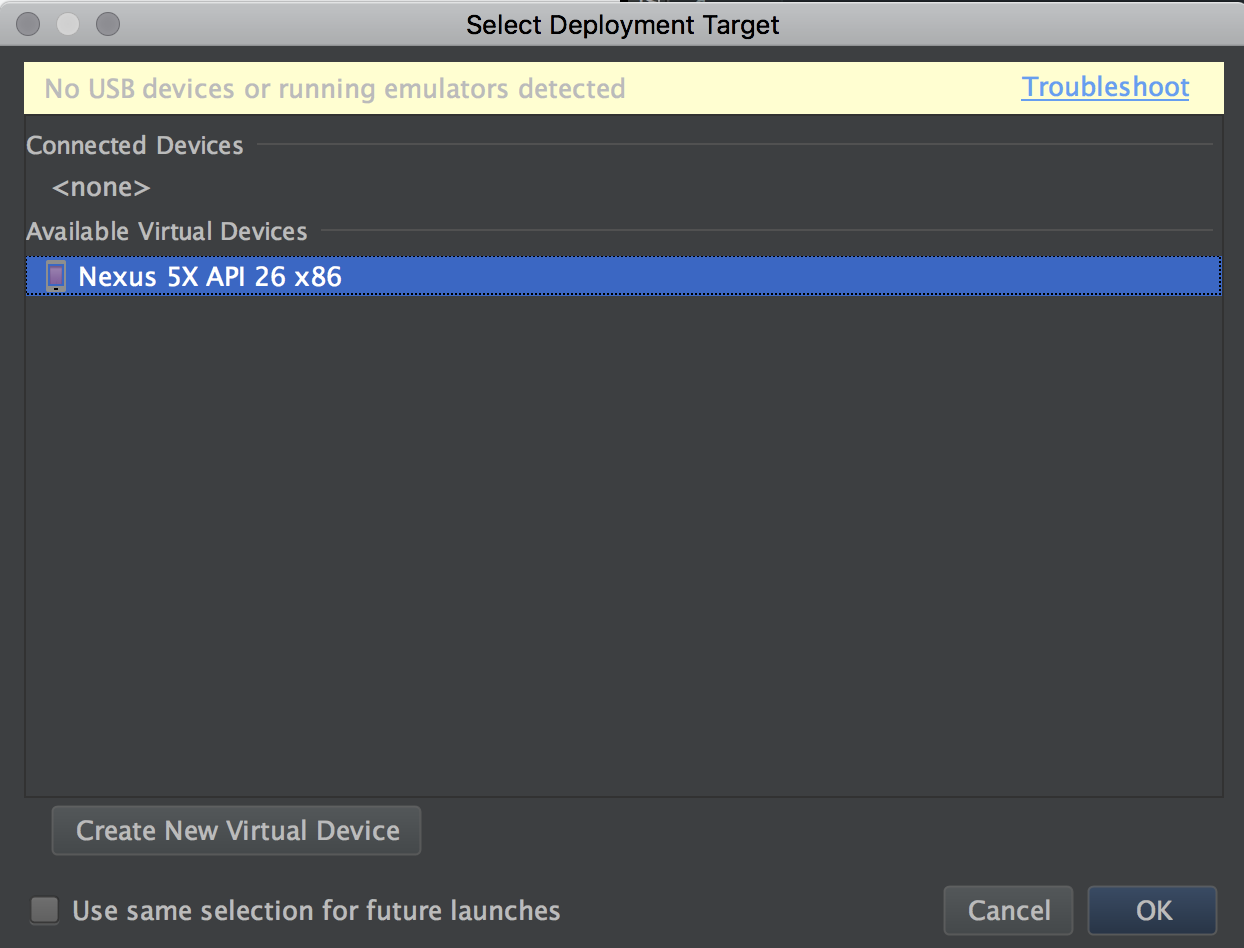 Select Deployment Target
No USB devices or running emulators detected Troubleshoot
Connected Devices
<none>
Available Virtual Devices
Nexus 5X API 26 x86
Create New Virtual Device
Use same selection for future launches Cancel OK